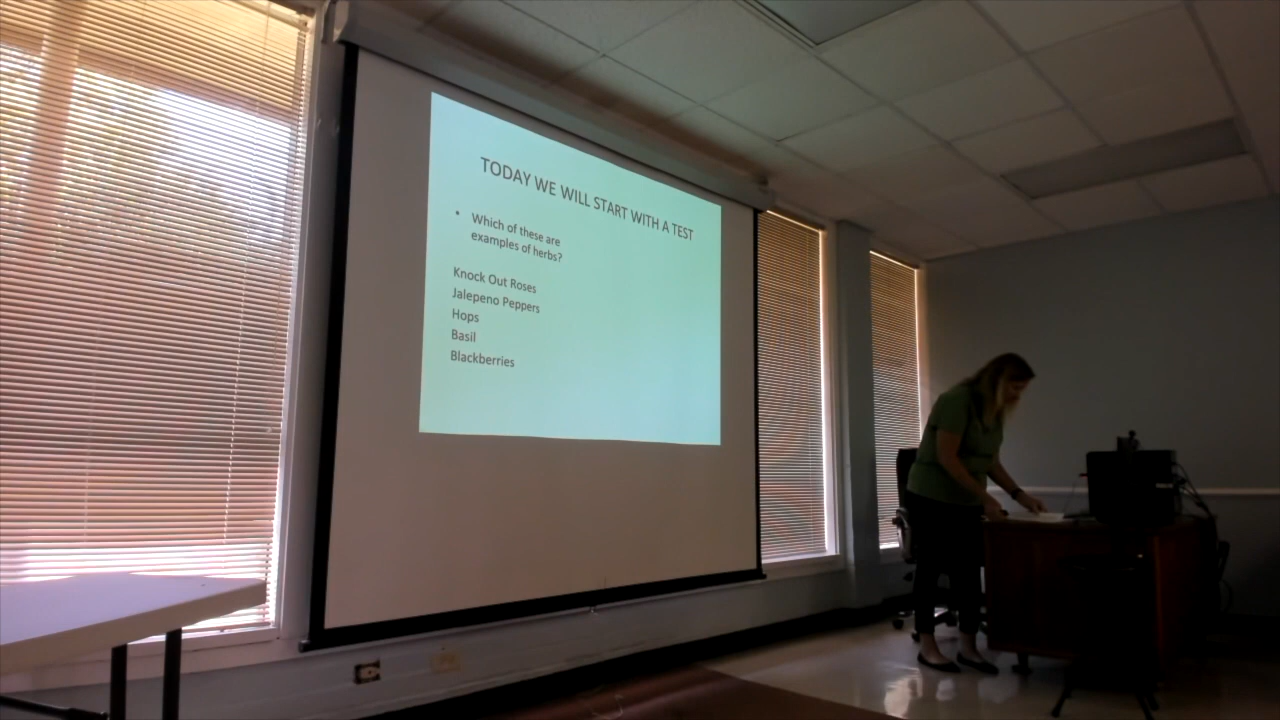 TODAY WE WILL START WITH A TEST
• Which of these are
examples of herbs?
Knock Out Roses
Jalepeno Peppers
Hops
Basil
Blackberries